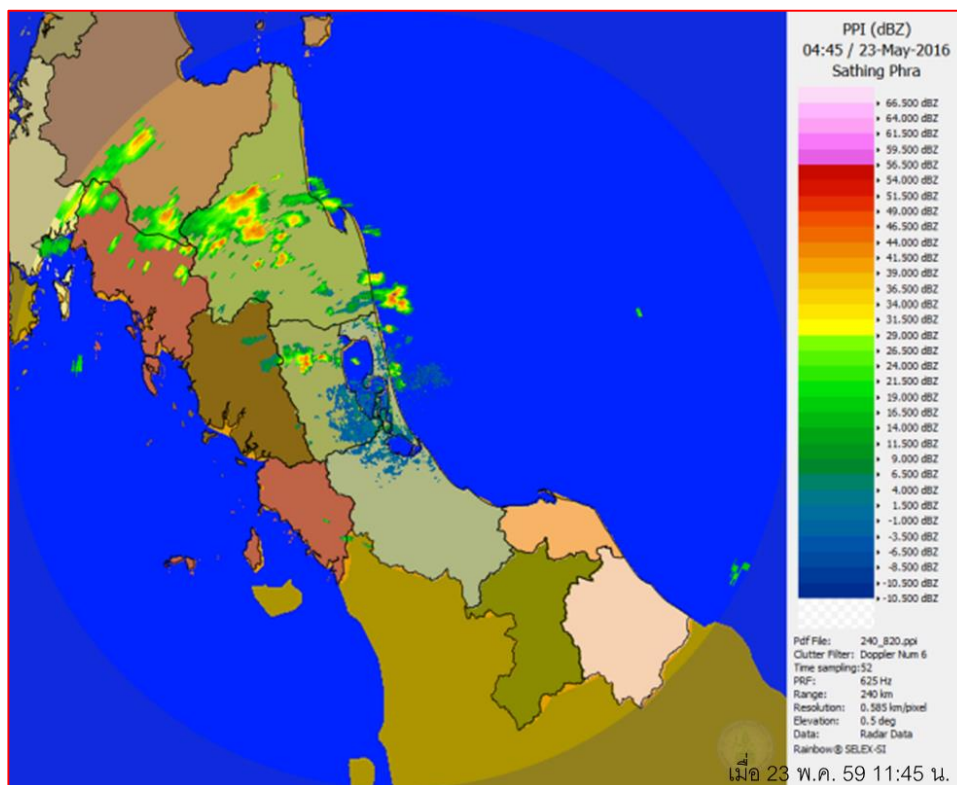 PPI (dBZ)
04:45 / 23-May-2016
Sathing Phra
66.500 dBZ
64.000 dBZ
61.500 dBZ
59.500 dBZ
56.500 dBZ
54.000 dBZ
51.500 dBZ
49.000 dBZ
46.500 dBZ
44.000 dBZ
41.500 dBZ
39.000 dBZ
36.500 dBZ
34.000 dBZ
31.500 dBZ
29.000 dBZ
26.500 dBZ
24.000 dBZ
21.500 dBZ
19.000 dBZ
16.500 dBZ
14.000 dBZ
11.500 dBZ
9.000 dBZ
6.500 dBZ
4.000 dBZ
1.500 dBZ
-1.000 dBZ
-3.500 dBZ
-6.500 dBZ
-8.500 dBZ
-10.500 dBZ
-10.500 dBZ
Pdf File: 240_820.ppi
Clutter Filter: Doppler Num 6
Time sampling:52
PRF: 625 Hz
Range: 240 km
Resolution: 0.585 km/pixel
Elevation: 0.5 deg
Data: Radar Data
Rainbow® SELEX-SI
เมื่อ 23 พ.ค. 59 11:45 น.